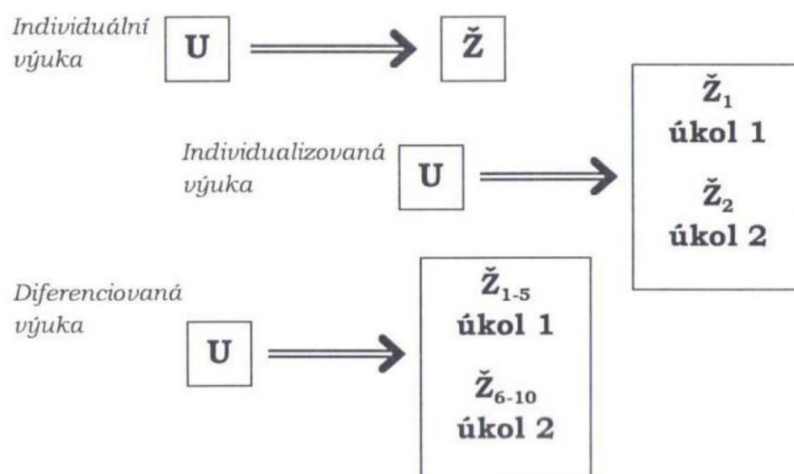 Individuální
výuka
U
Ž
Individualizovaná
výuka
U
Ž1
úkol 1
Ž2
úkol 2
Diferenciovaná
výuka
U
Ž1-5
úkol 1
Ž6-10
úkol 2